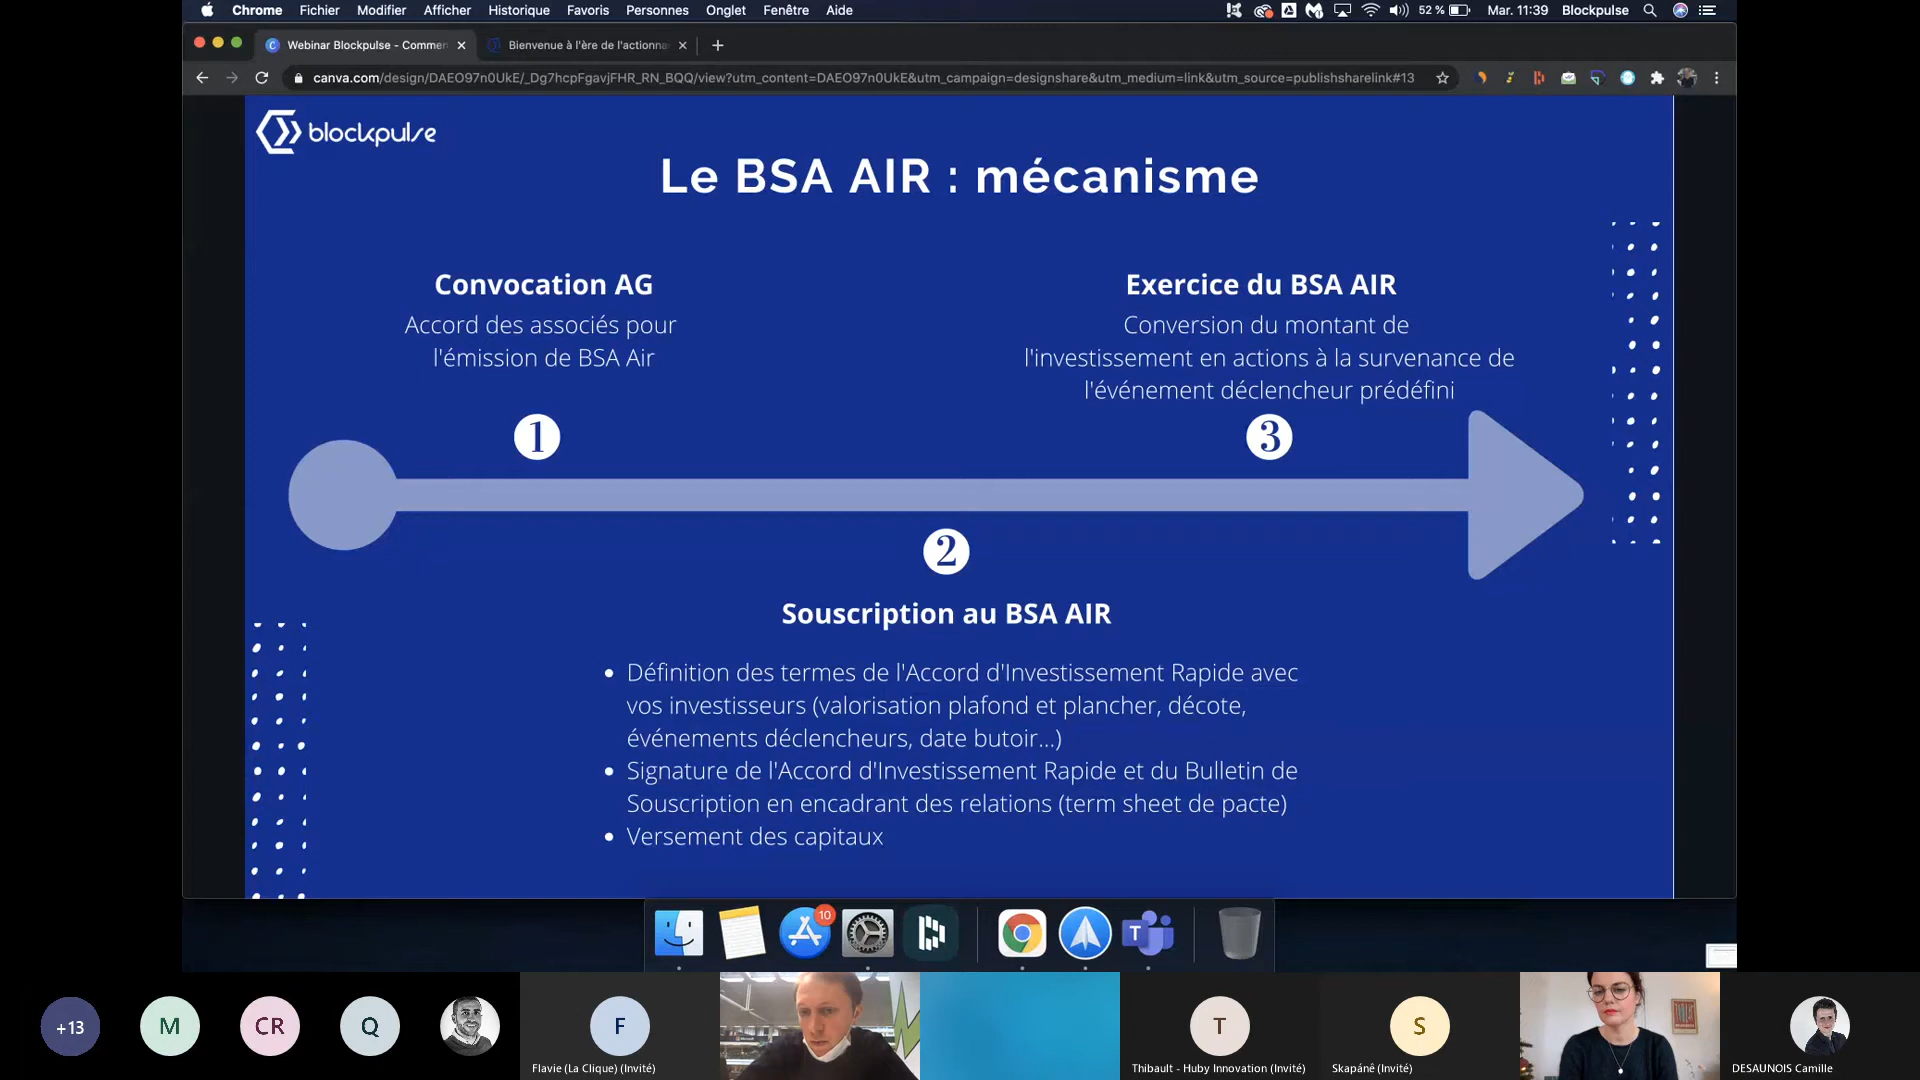 Chrome Fichier Modifier Afficher Historique Favoris Personnes Onglet Fenêtre Aide 52 % Mar. 11:39 Blockpulse
Webinar Blockpulse - Commen Bienvenue à l'ère de l'actionna
canva.com/design/DAEO97n0UkE/_Dg7hcpFgavjFHR_RN_BQQ/view?utm_content=DAEO97n0UkE&utm_campaign=designshare&utm_medium=link&utm_source=publishsharelink#13
blockpulse
Le BSA AIR : mécanisme
Convocation AG
Accord des associés pour
l'émission de BSA Air
1
Exercice du BSA AIR
Conversion du montant de
l'investissement en actions à la survenance de
l'événement déclencheur prédéfini
3
2
Souscription au BSA AIR
• Définition des termes de l'Accord d'Investissement Rapide avec
vos investisseurs (valorisation plafond et plancher, décote,
événements déclencheurs, date butoir...)
• Signature de l'Accord d'Investissement Rapide et du Bulletin de
Souscription en encadrant des relations (term sheet de pacte)
• Versement des capitaux
10
T
+13 M CR Q F T S
Flavie (La Clique) (Invité) Thibault - Huby Innovation (Invité) Skapánê (Invité) DESAUNOIS Camille